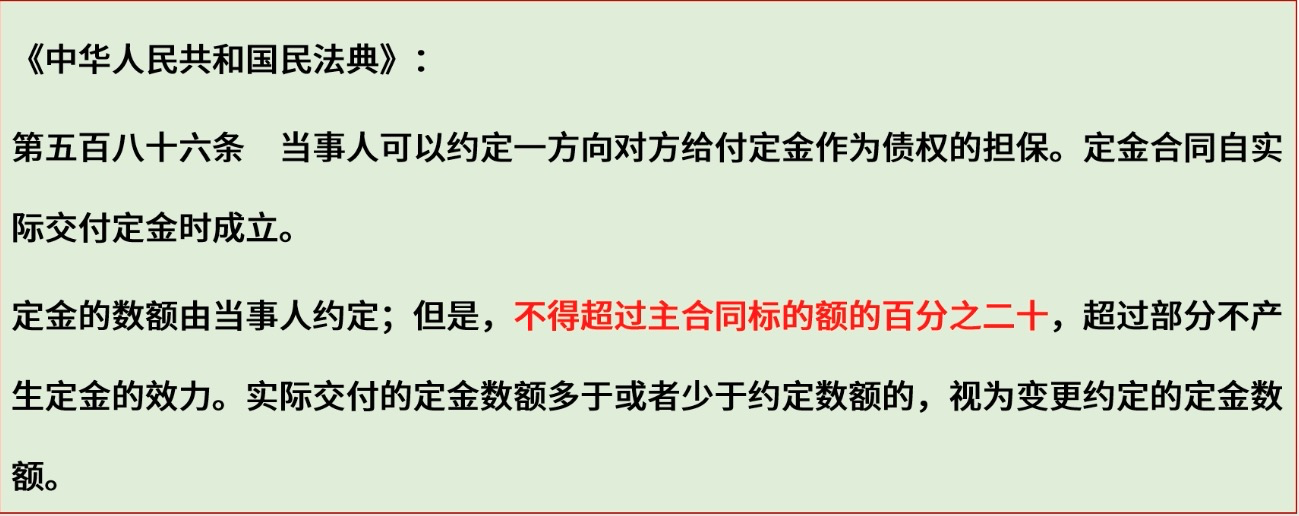 《中华人民共和国民法典》：
第五百八十六条　当事人可以约定一方向对方给付定金作为债权的担保。定金合同自实
际交付定金时成立。
定金的数额由当事人约定；但是，不得超过主合同标的额的百分之二十，超过部分不产
生定金的效力。实际交付的定金数额多于或者少于约定数额的，视为变更约定的定金数
额。